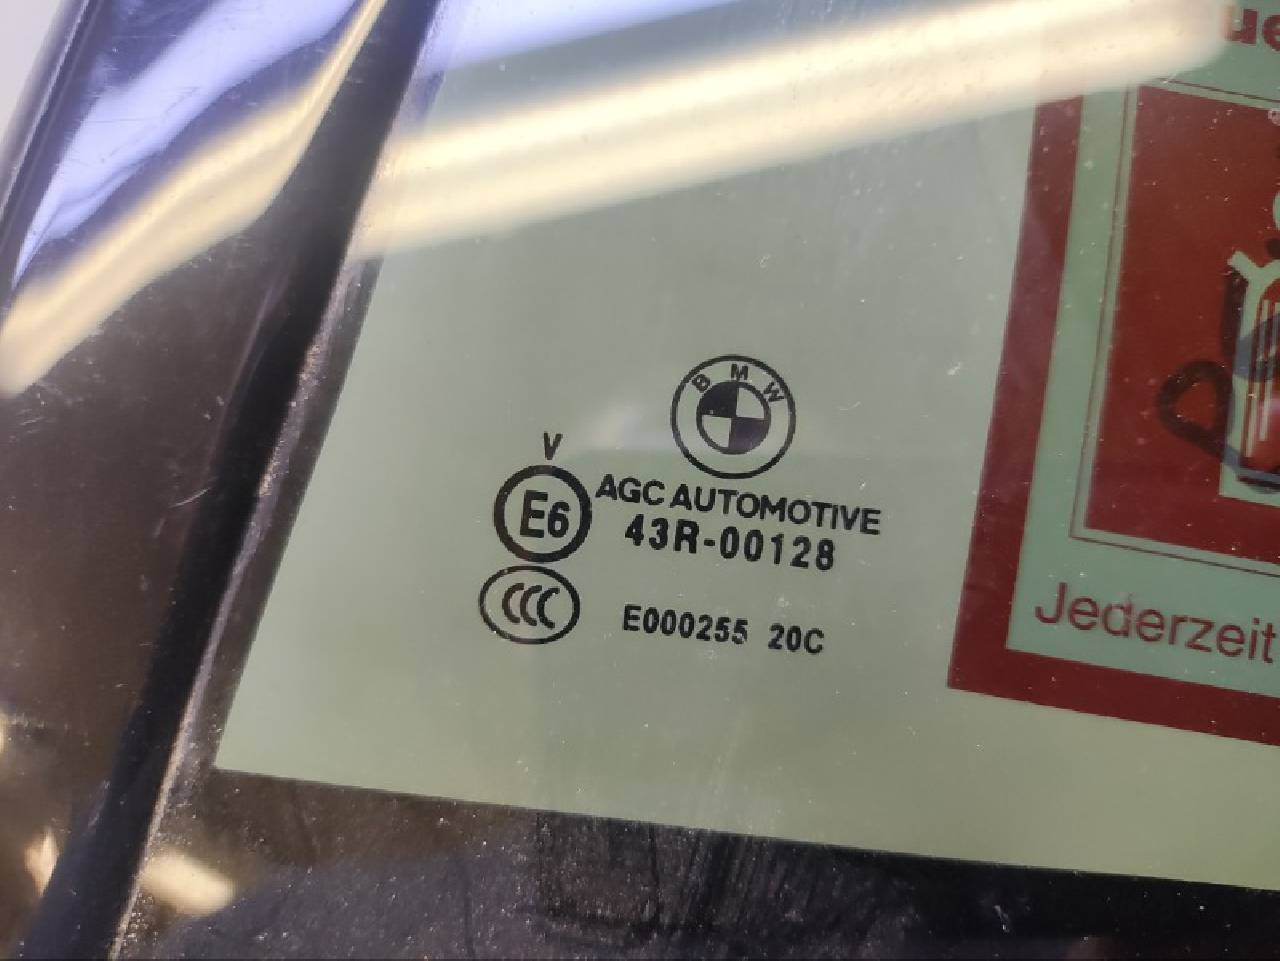 BMW
V
AGC AUTOMOTIVE
E6 43R-00128
CCC
E000255 20C
Jederzeit